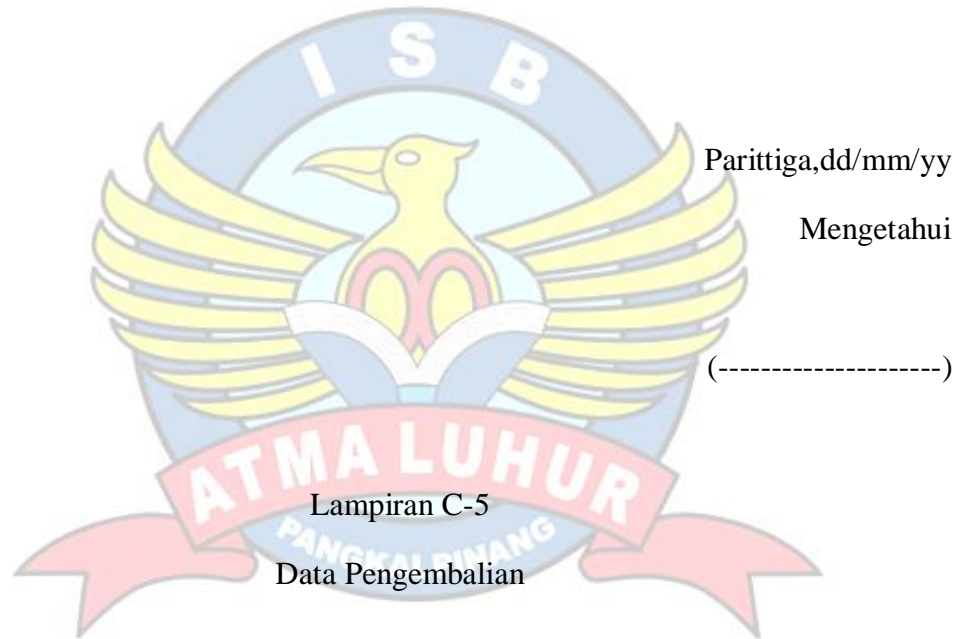 I S B
Parittiga,dd/mm/yy
Mengetahui
(---------------------)
ATMA LUHUR
Lampiran C-5
PANGKALPINANG
Data Pengembalian